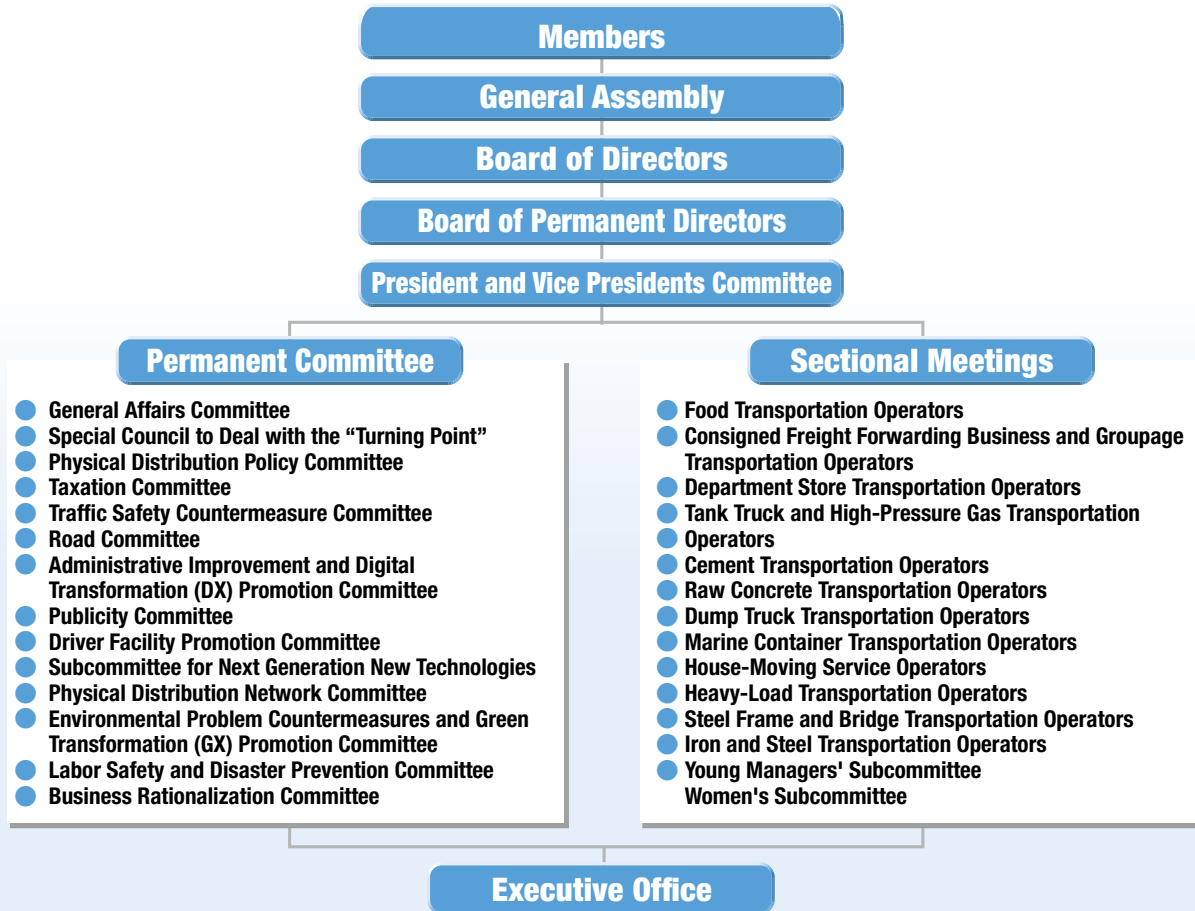 Members
General Assembly
Board of Directors
Board of Permanent Directors
President and Vice Presidents Committee
Permanent Committee
General Affairs Committee
Special Council to Deal with the “Turning Point”
Physical Distribution Policy Committee
Taxation Committee
Traffic Safety Countermeasure Committee
Road Committee
Administrative Improvement and Digital
Transformation (DX) Promotion Committee
Publicity Committee
Driver Facility Promotion Committee
Subcommittee for Next Generation New Technologies
Physical Distribution Network Committee
Environmental Problem Countermeasures and Green
Transformation (GX) Promotion Committee
Labor Safety and Disaster Prevention Committee
Business Rationalization Committee
Sectional Meetings
Food Transportation Operators
Consigned Freight Forwarding Business and Groupage
Transportation Operators
Department Store Transportation Operators
Tank Truck and High-Pressure Gas Transportation
Operators
Cement Transportation Operators
Raw Concrete Transportation Operators
Dump Truck Transportation Operators
Marine Container Transportation Operators
House-Moving Service Operators
Heavy-Load Transportation Operators
Steel Frame and Bridge Transportation Operators
Iron and Steel Transportation Operators
Young Managers' Subcommittee
Women's Subcommittee
Executive Office